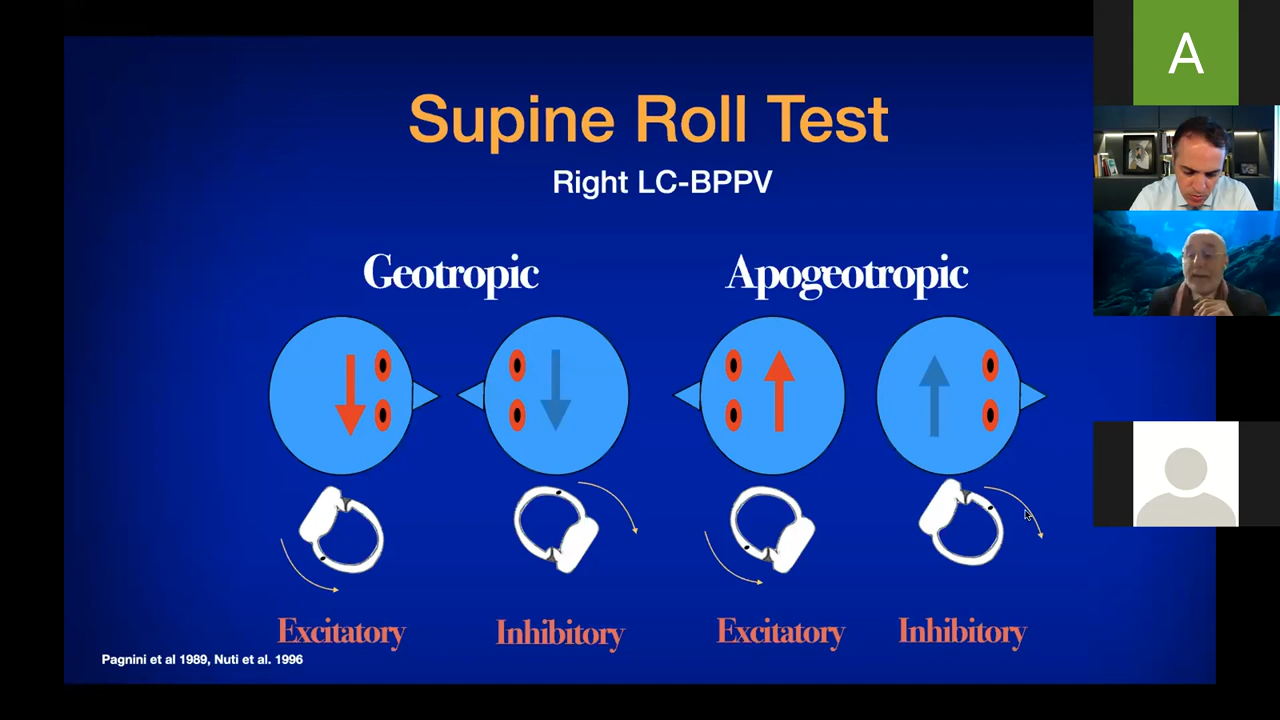 Supine Roll Test
Right LC-BPPV
Geotropic Apogeotropic
Excitatory Inhibitory Excitatory Inhibitory
Pagnini et al 1989, Nuti et al. 1996
A